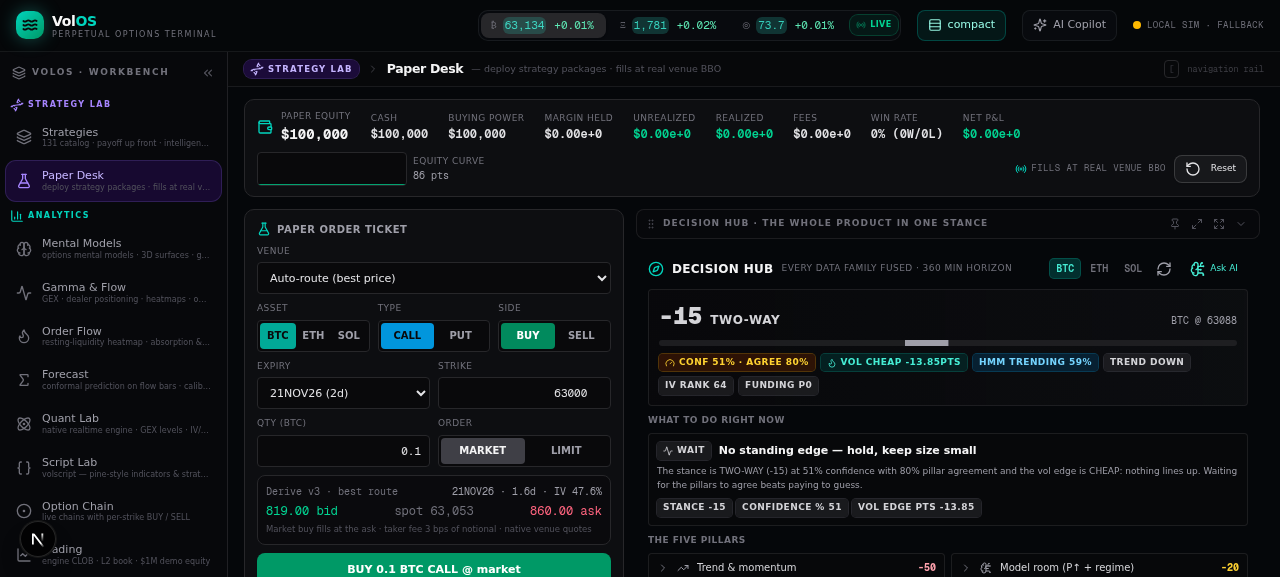 VolOS
PERPETUAL OPTIONS TERMINAL
₿ 63,134 +0.01%
Ξ 1,781 +0.02%
◎ 73.7 +0.01%
LIVE
compact
AI Copilot
LOCAL SIM · FALLBACK
VOLOS · WORKBENCH
STRATEGY LAB
Strategies
131 catalog · payoff up front · intelligen...
Paper Desk
deploy strategy packages · fills at real v...
ANALYTICS
Mental Models
options mental models · 3D surfaces · g...
Gamma & Flow
GEX · dealer positioning · heatmaps · o...
Order Flow
resting-liquidity heatmap · absorption &...
Forecast
conformal prediction on flow bars · calib...
Quant Lab
native realtime engine · GEX levels · IV/...
Script Lab
volscript — pine-style indicators & strat...
Option Chain
live chains with per-strike BUY / SELL
N
ading
engine CLOB · L2 book · $1M demo equity
STRATEGY LAB
Paper Desk — deploy strategy packages · fills at real venue BBO
[ navigation rail
PAPER EQUITY
$100,000
CASH
$100,000
BUYING POWER
$100,000
MARGIN HELD
$0.00e+0
UNREALIZED
$0.00e+0
REALIZED
$0.00e+0
FEES
$0.00e+0
WIN RATE
0% (0W/0L)
NET P&L
$0.00e+0
EQUITY CURVE
86 pts
FILLS AT REAL VENUE BBO
Reset
PAPER ORDER TICKET
VENUE
Auto-route (best price)
ASSET
BTC ETH SOL
TYPE
CALL PUT
SIDE
BUY SELL
EXPIRY
21NOV26 (2d)
STRIKE
63000
QTY (BTC)
0.1
ORDER
MARKET LIMIT
Derive v3 · best route 21NOV26 · 1.6d · IV 47.6%
819.00 bid spot 63,053 860.00 ask
Market buy fills at the ask · taker fee 3 bps of notional · native venue quotes
BUY 0.1 BTC CALL @ market
DECISION HUB · THE WHOLE PRODUCT IN ONE STANCE
DECISION HUB EVERY DATA FAMILY FUSED · 360 MIN HORIZON
BTC ETH SOL
Ask AI
-15 TWO-WAY
BTC @ 63088
CONF 51% · AGREE 80%
VOL CHEAP -13.85PTS
HMM TRENDING 59%
TREND DOWN
IV RANK 64
FUNDING P0
WHAT TO DO RIGHT NOW
WAIT No standing edge — hold, keep size small
The stance is TWO-WAY (-15) at 51% confidence with 80% pillar agreement and the vol edge is CHEAP: nothing lines up. Waiting
for the pillars to agree beats paying to guess.
STANCE -15
CONFIDENCE % 51
VOL EDGE PTS -13.85
THE FIVE PILLARS
Trend & momentum -50
Model room (P↑ + regime) -20